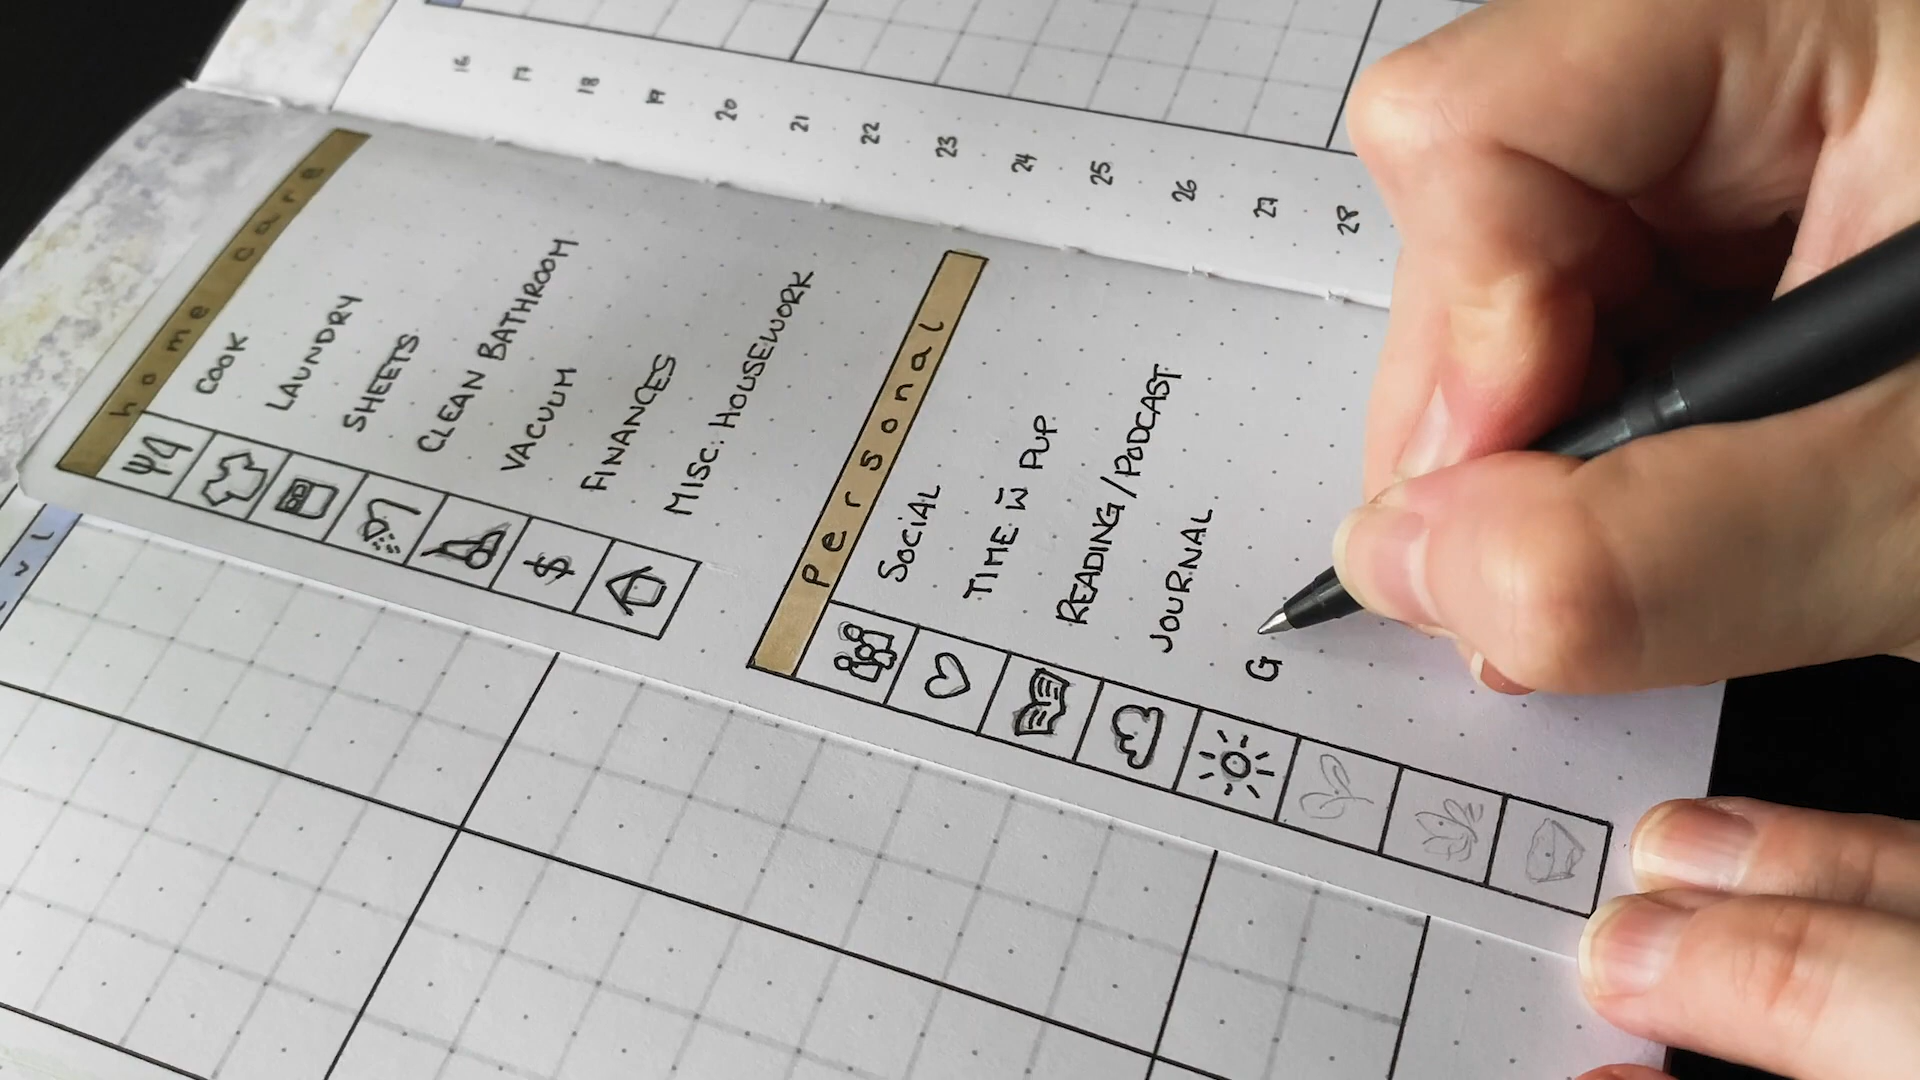 16
17
18
19
20
21
22
23
24
25
26
27
28
home care
COOK
LAUNDRY
SHEETS
CLEAN BATHROOM
VACUUM
$ FINANCES
MISC. HOUSEWORK
personal
SOCIAL
TIME W PUP
READING/PODCAST
JOURNAL
G